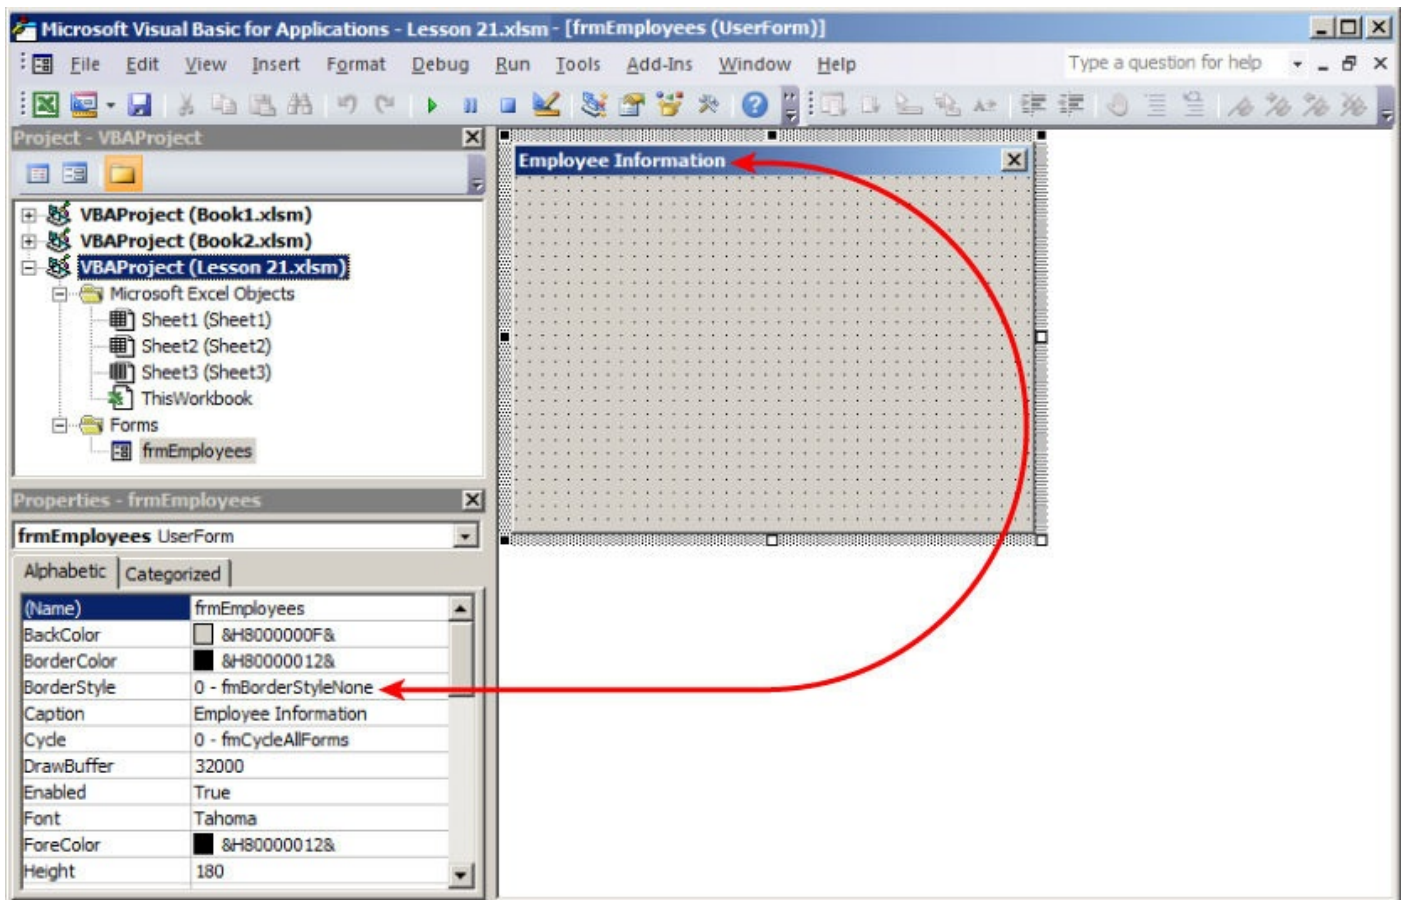 Microsoft Visual Basic for Applications - Lesson 21.xlsm - [frmEmployees (UserForm)]
File Edit View Insert Format Debug Run Tools Add-Ins Window Help Type a question for help
Project - VBAProject
VBAProject (Book1.xlsm)
VBAProject (Book2.xlsm)
VBAProject (Lesson 21.xlsm)
Microsoft Excel Objects
Sheet1 (Sheet1)
Sheet2 (Sheet2)
Sheet3 (Sheet3)
ThisWorkbook
Forms
frmEmployees
Employee Information
Properties - frmEmployees
frmEmployees UserForm
Alphabetic Categorized
(Name) frmEmployees
BackColor &H8000000F&
BorderColor &H80000012&
BorderStyle 0 - fmBorderStyleNone
Caption Employee Information
Cycle 0 - fmCycleAllForms
DrawBuffer 32000
Enabled True
Font Tahoma
ForeColor &H80000012&
Height 180